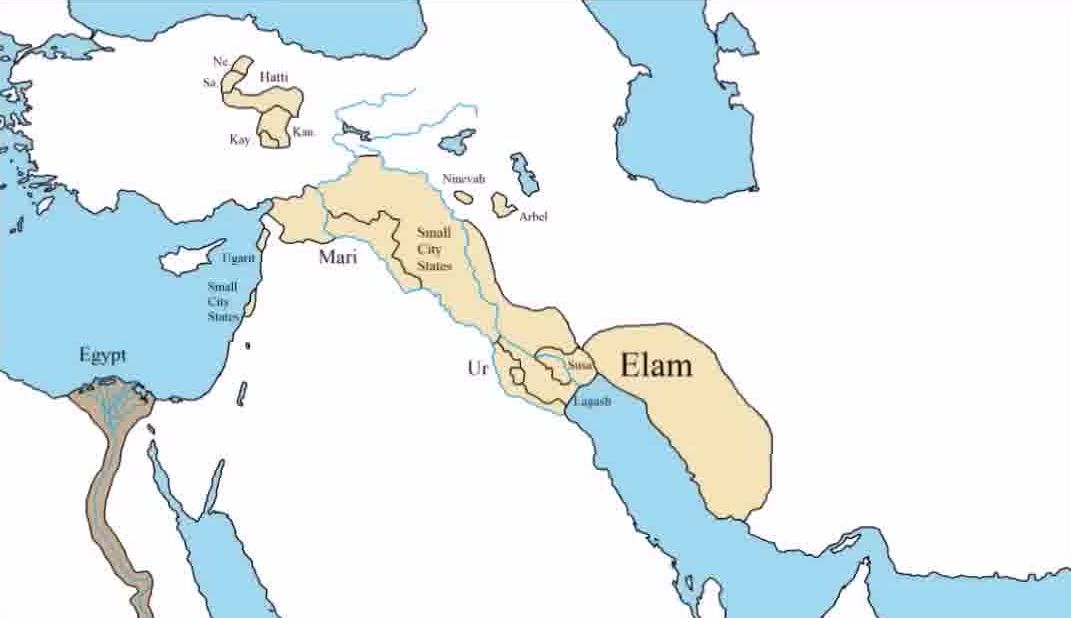 Ne.
Sa.
Hatti
Kay.
Kan.
Ninevah
Arbel
Ugarit
Mari
Small
City
States
Small
City
States
Egypt
Ur
Susa
Elam
Lagash